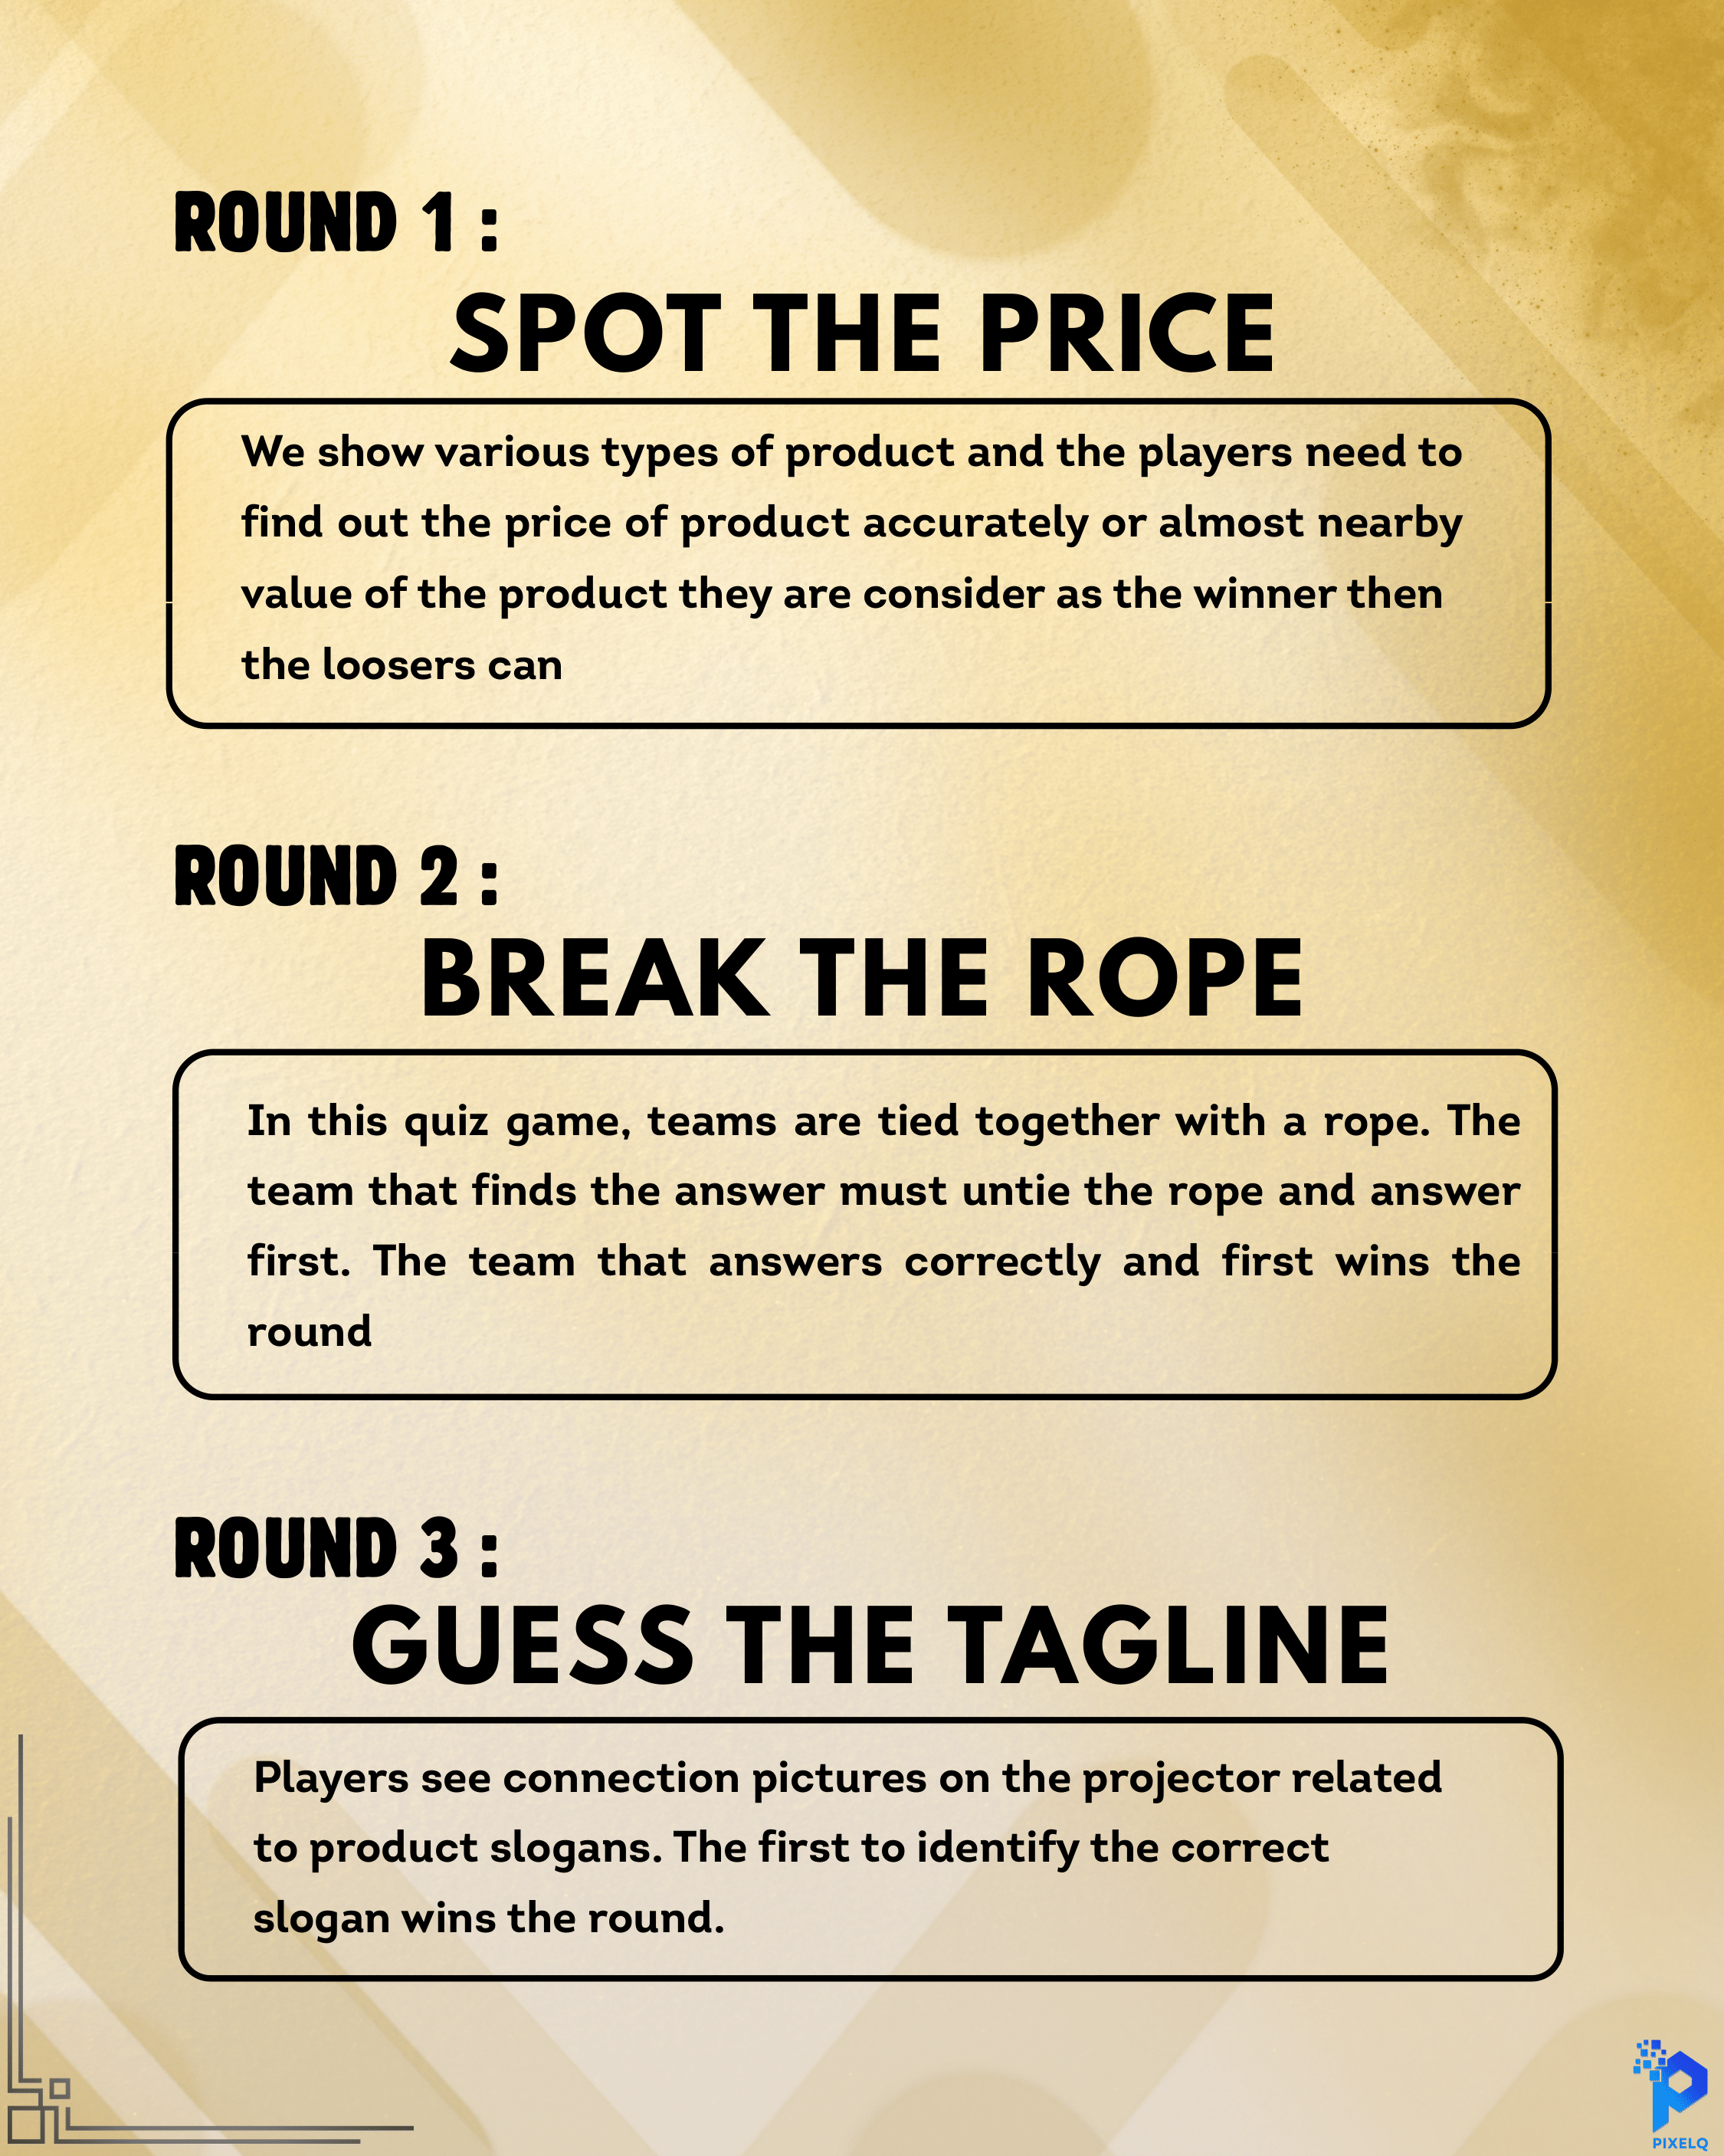 ROUND 1 :
SPOT THE PRICE
We show various types of product and the players need to
find out the price of product accurately or almost nearby
value of the product they are consider as the winner then
the loosers can
ROUND 2 :
BREAK THE ROPE
In this quiz game, teams are tied together with a rope. The
team that finds the answer must untie the rope and answer
first. The team that answers correctly and first wins the
round
ROUND 3 :
GUESS THE TAGLINE
Players see connection pictures on the projector related
to product slogans. The first to identify the correct
slogan wins the round.
PIXELQ